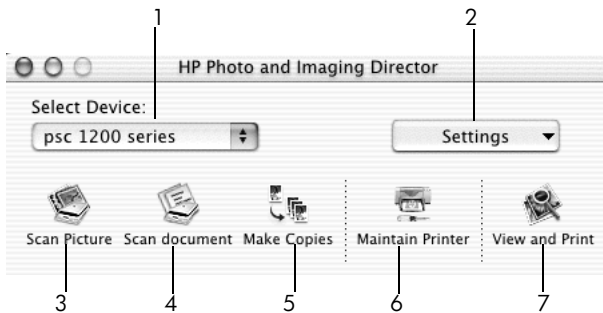 1 2
HP Photo and Imaging Director
Select Device:
psc 1200 series Settings
Scan Picture Scan document Make Copies Maintain Printer View and Print
3 4 5 6 7